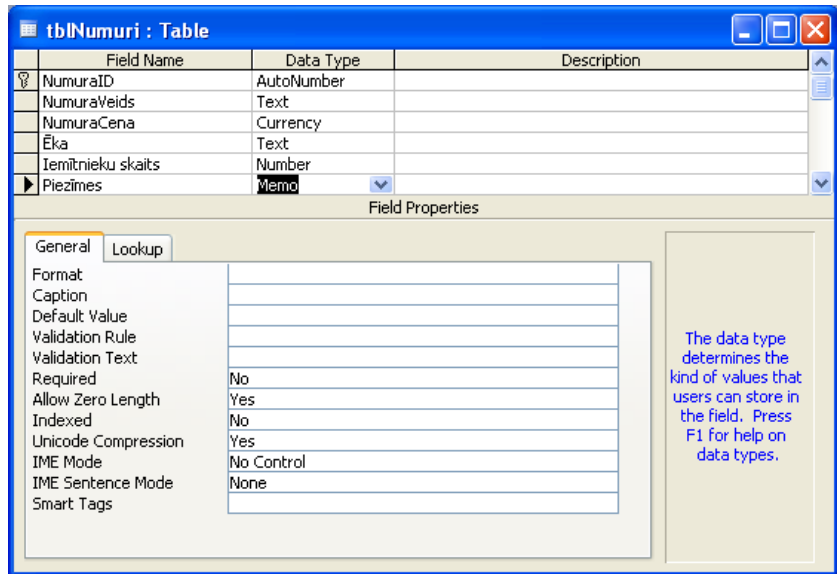 tblNumuri : Table
Field Name Data Type Description
NumuraID AutoNumber
NumuraVeids Text
NumuraCena Currency
Ēka Text
Iemītnieku skaits Number
Piezīmes Memo
Field Properties
General Lookup
Format
Caption
Default Value
Validation Rule
Validation Text
Required No
Allow Zero Length Yes
Indexed No
Unicode Compression Yes
IME Mode No Control
IME Sentence Mode None
Smart Tags
The data type
determines the
kind of values that
users can store in
the field. Press
F1 for help on
data types.